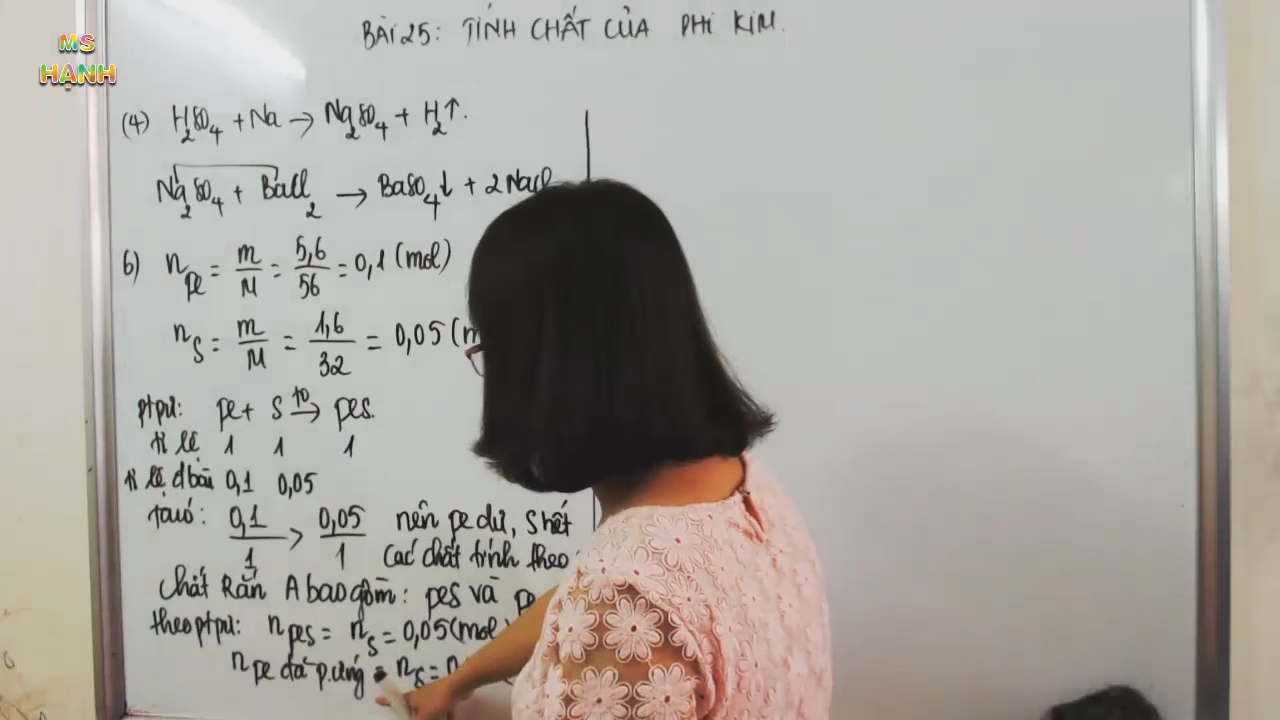 MS
HẠNH
BÀI 25: TÍNH CHẤT CỦA PHI KIM.
(4) H2SO4 + Na → Na2SO4 + H2↑.
Na2SO4 + BaCl2 → BaSO4↓ + 2NaCl
6) nFe = m/M = 5,6/56 = 0,1 (mol)
nS = m/M = 1,6/32 = 0,05 (m
ptpư: Fe + S t°→ FeS.
tỉ lệ 1 1 1
tỉ lệ đbài 0,1 0,05
ta có: 0,1/1 > 0,05/1 nên Fe dư, S hết
Các chất tính theo
Chất Rắn A bao gồm: FeS và Fe
theo ptpư: nFeS = nS = 0,05 (mol)
nFe đã p.ứng = nS = n